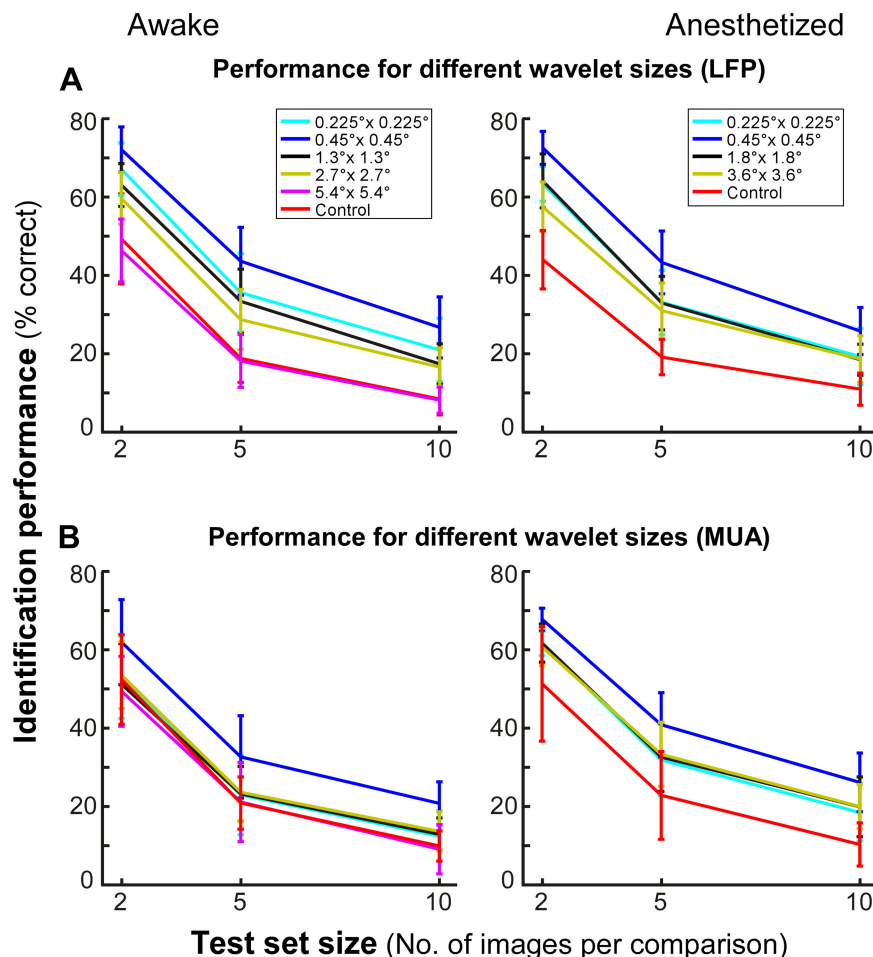 Awake Anesthetized
A Performance for different wavelet sizes (LFP)
Identification performance (% correct)
80
60
40
20
0
2 5 10
0.225°x 0.225°
0.45°x 0.45°
1.3°x 1.3°
2.7°x 2.7°
5.4°x 5.4°
Control
80
60
40
20
0
2 5 10
0.225°x 0.225°
0.45°x 0.45°
1.8°x 1.8°
3.6°x 3.6°
Control
B Performance for different wavelet sizes (MUA)
80
60
40
20
0
2 5 10
80
60
40
20
0
2 5 10
Test set size (No. of images per comparison)